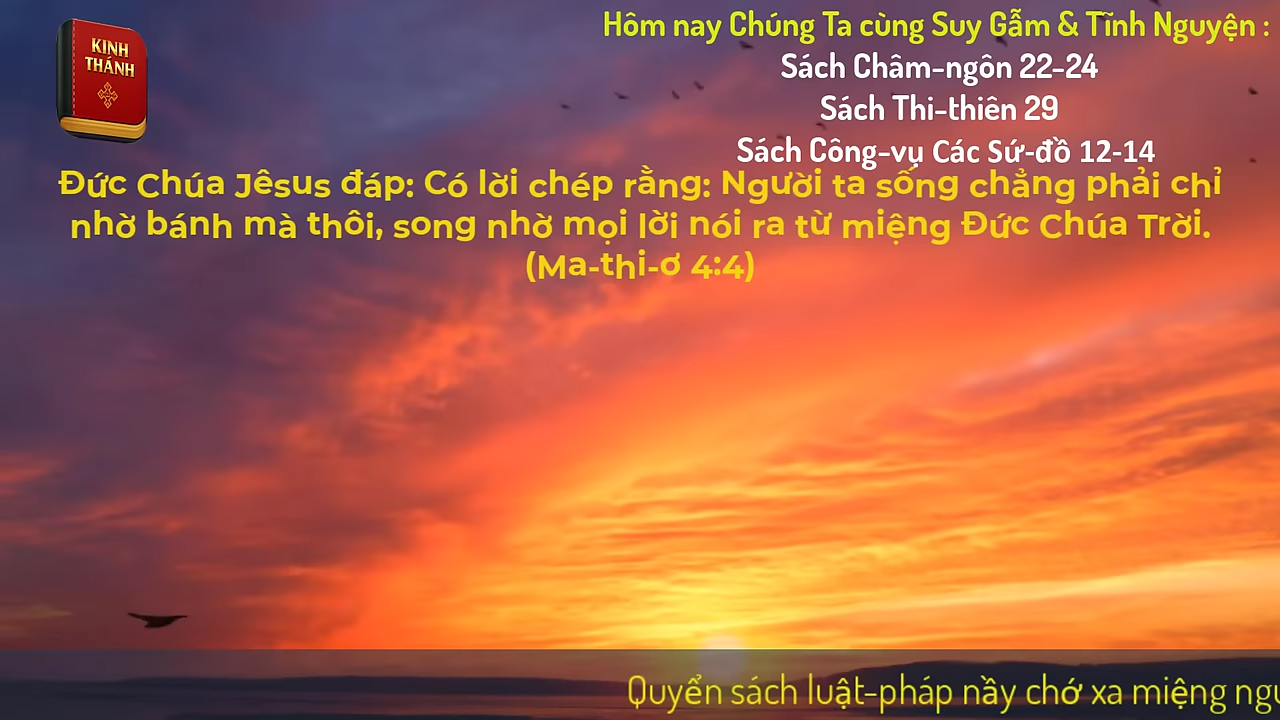 KINH
THÁNH
Hôm nay Chúng Ta cùng Suy Gẫm & Tĩnh Nguyện :
Sách Châm-ngôn 22-24
Sách Thi-thiên 29
Sách Công-vụ Các Sứ-đồ 12-14
Đức Chúa Jêsus đáp: Có lời chép rằng: Người ta sống chẳng phải chỉ
nhờ bánh mà thôi, song nhờ mọi lời nói ra từ miệng Đức Chúa Trời.
(Ma-thi-ơ 4:4)
Quyển sách luật-pháp nầy chớ xa miệng